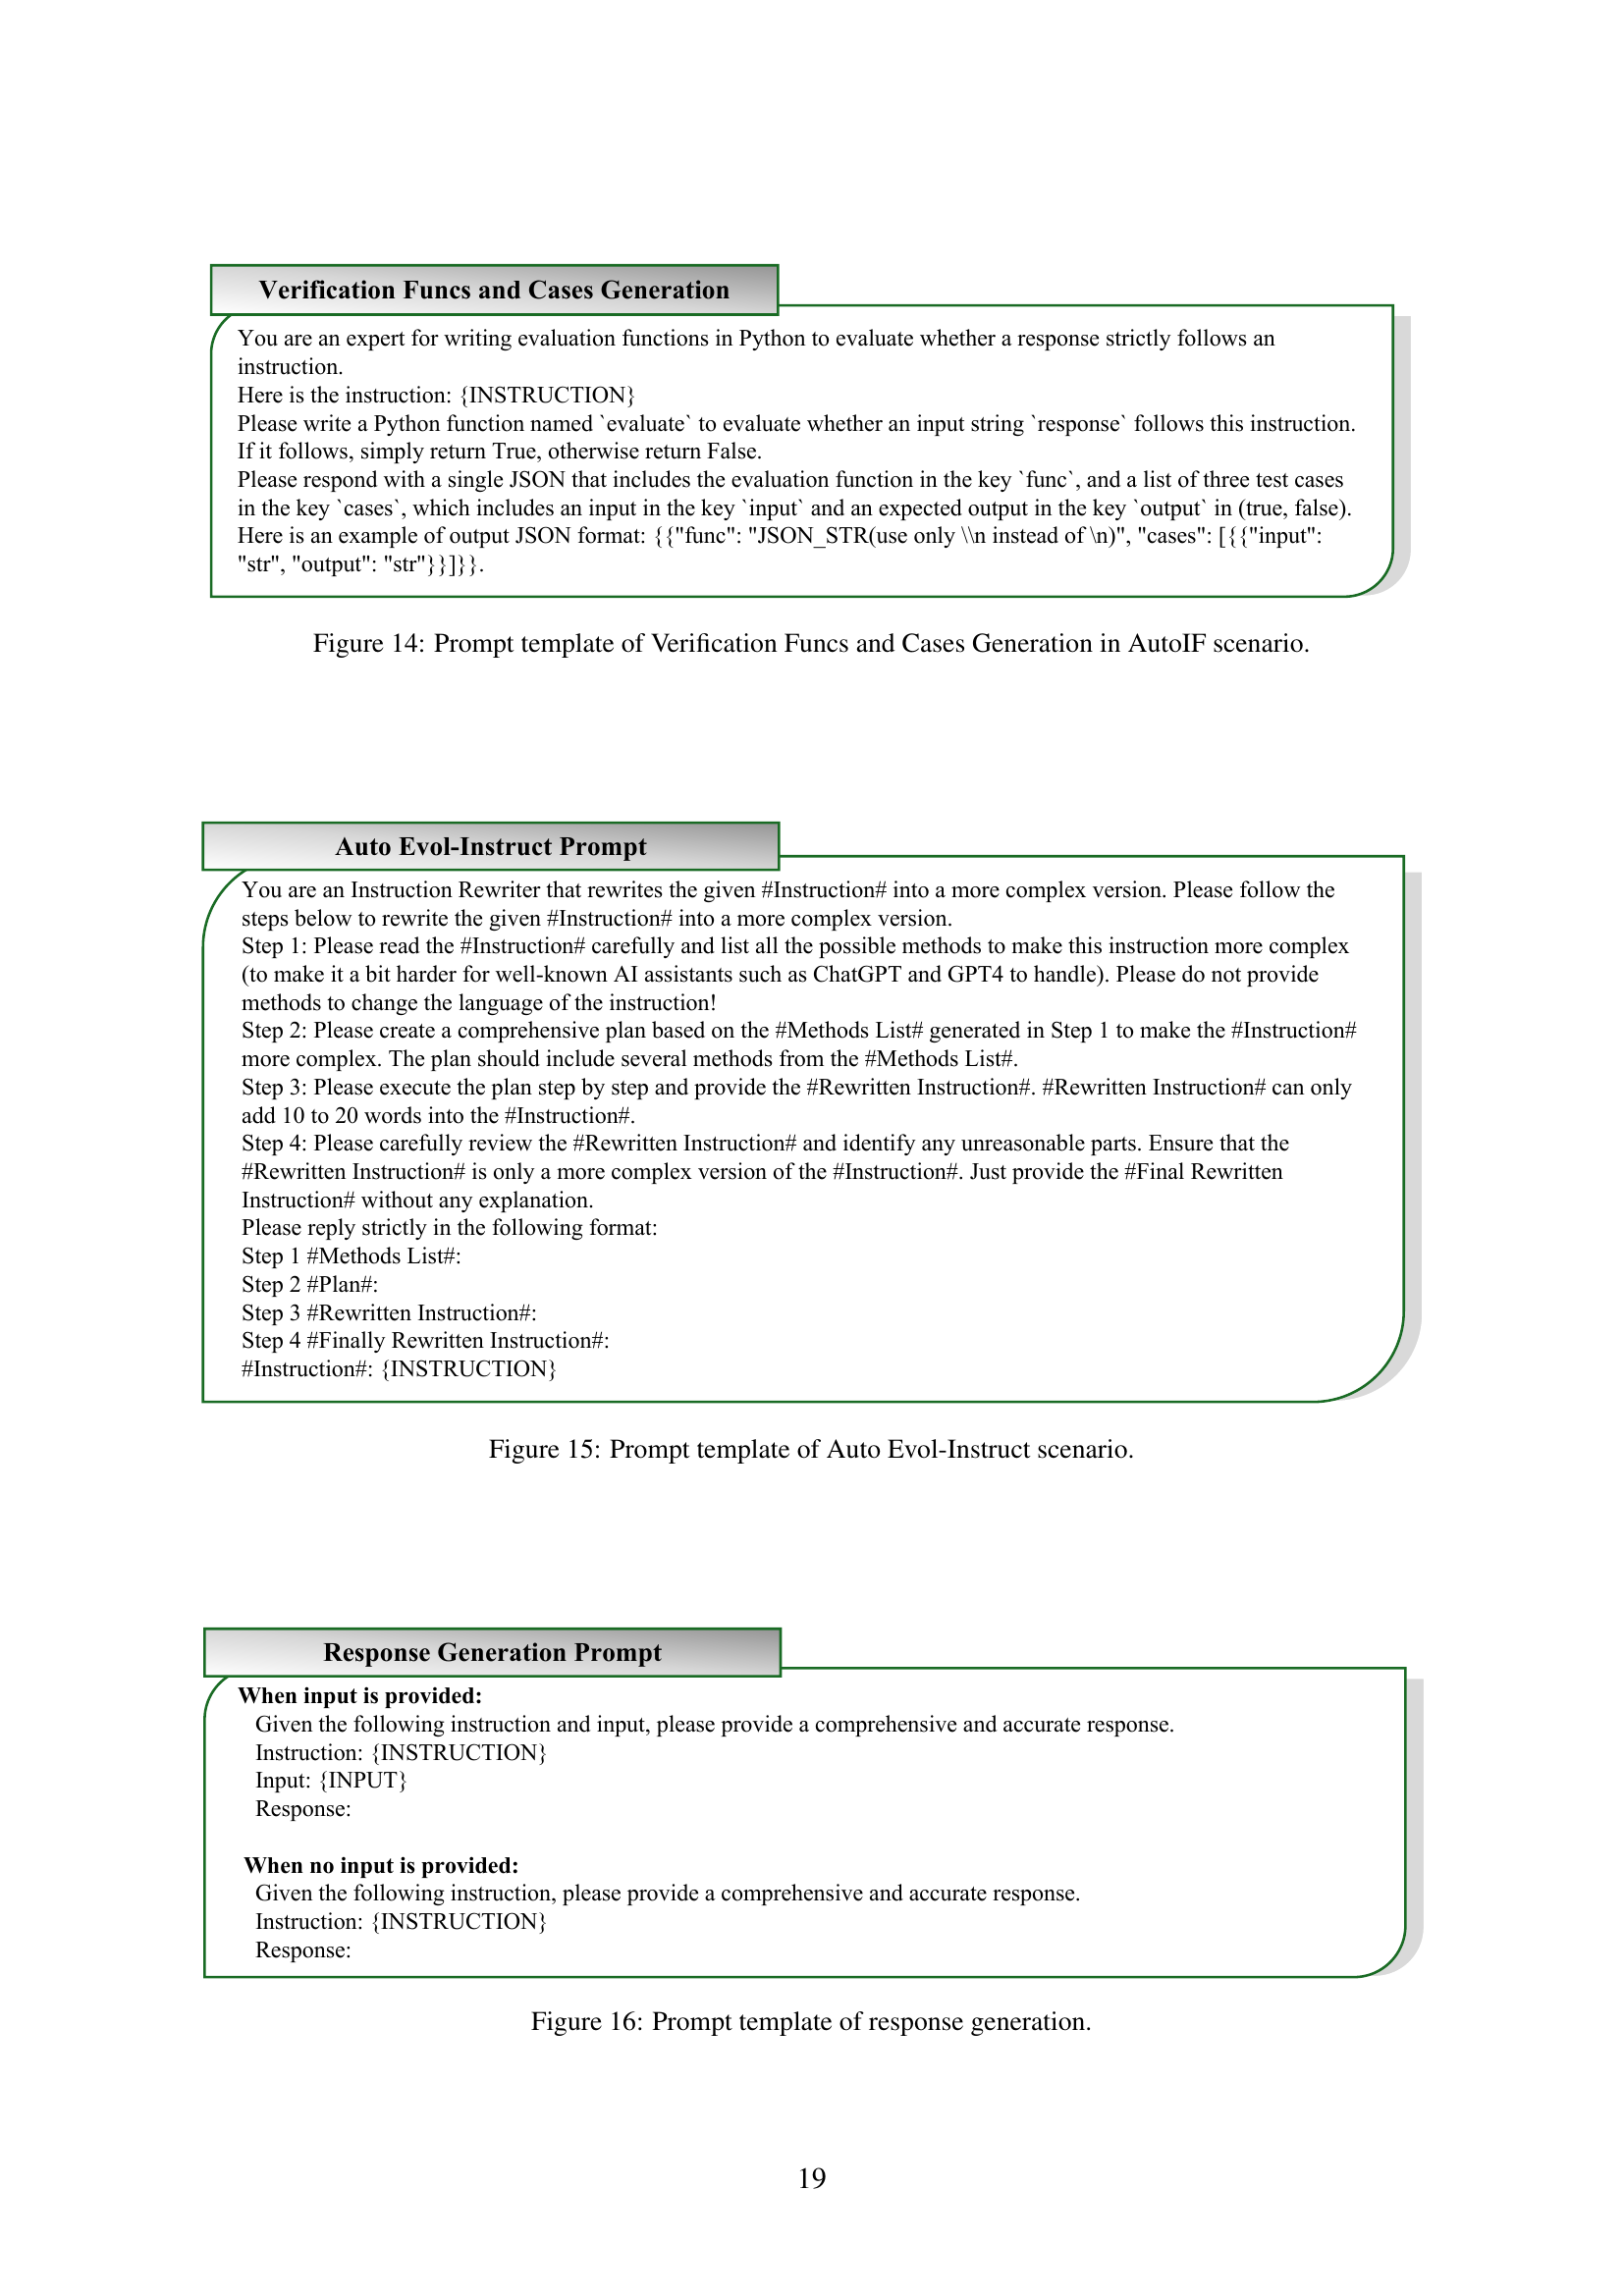 Verification Funcs and Cases Generation
You are an expert for writing evaluation functions in Python to evaluate whether a response strictly follows an
instruction.
Here is the instruction: {INSTRUCTION}
Please write a Python function named `evaluate` to evaluate whether an input string `response` follows this instruction.
If it follows, simply return True, otherwise return False.
Please respond with a single JSON that includes the evaluation function in the key `func`, and a list of three test cases
in the key `cases`, which includes an input in the key `input` and an expected output in the key `output` in (true, false).
Here is an example of output JSON format: {{"func": "JSON_STR(use only \\n instead of \n)", "cases": [{{"input":
"str", "output": "str"}}]}}.
Figure 14: Prompt template of Verification Funcs and Cases Generation in AutoIF scenario.
Auto Evol-Instruct Prompt
You are an Instruction Rewriter that rewrites the given #Instruction# into a more complex version. Please follow the
steps below to rewrite the given #Instruction# into a more complex version.
Step 1: Please read the #Instruction# carefully and list all the possible methods to make this instruction more complex
(to make it a bit harder for well-known AI assistants such as ChatGPT and GPT4 to handle). Please do not provide
methods to change the language of the instruction!
Step 2: Please create a comprehensive plan based on the #Methods List# generated in Step 1 to make the #Instruction#
more complex. The plan should include several methods from the #Methods List#.
Step 3: Please execute the plan step by step and provide the #Rewritten Instruction#. #Rewritten Instruction# can only
add 10 to 20 words into the #Instruction#.
Step 4: Please carefully review the #Rewritten Instruction# and identify any unreasonable parts. Ensure that the
#Rewritten Instruction# is only a more complex version of the #Instruction#. Just provide the #Final Rewritten
Instruction# without any explanation.
Please reply strictly in the following format:
Step 1 #Methods List#:
Step 2 #Plan#:
Step 3 #Rewritten Instruction#:
Step 4 #Finally Rewritten Instruction#:
#Instruction#: {INSTRUCTION}
Figure 15: Prompt template of Auto Evol-Instruct scenario.
Response Generation Prompt
When input is provided:
Given the following instruction and input, please provide a comprehensive and accurate response.
Instruction: {INSTRUCTION}
Input: {INPUT}
Response:
When no input is provided:
Given the following instruction, please provide a comprehensive and accurate response.
Instruction: {INSTRUCTION}
Response:
Figure 16: Prompt template of response generation.
19